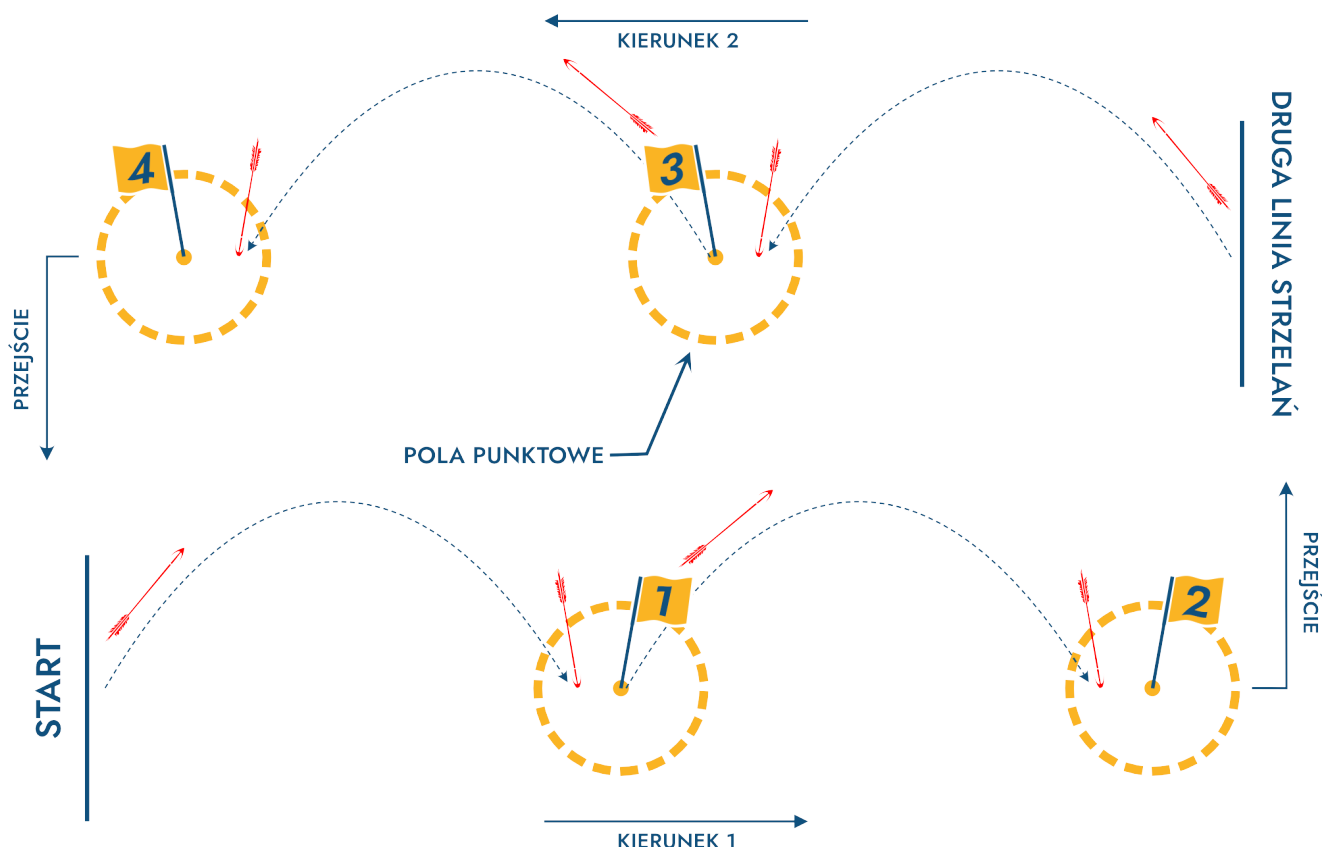 KIERUNEK 2
4
3
DRUGA LINIA STRZELAŃ
PRZEJŚCIE
POLA PUNKTOWE
START
1
2
PRZEJŚCIE
KIERUNEK 1